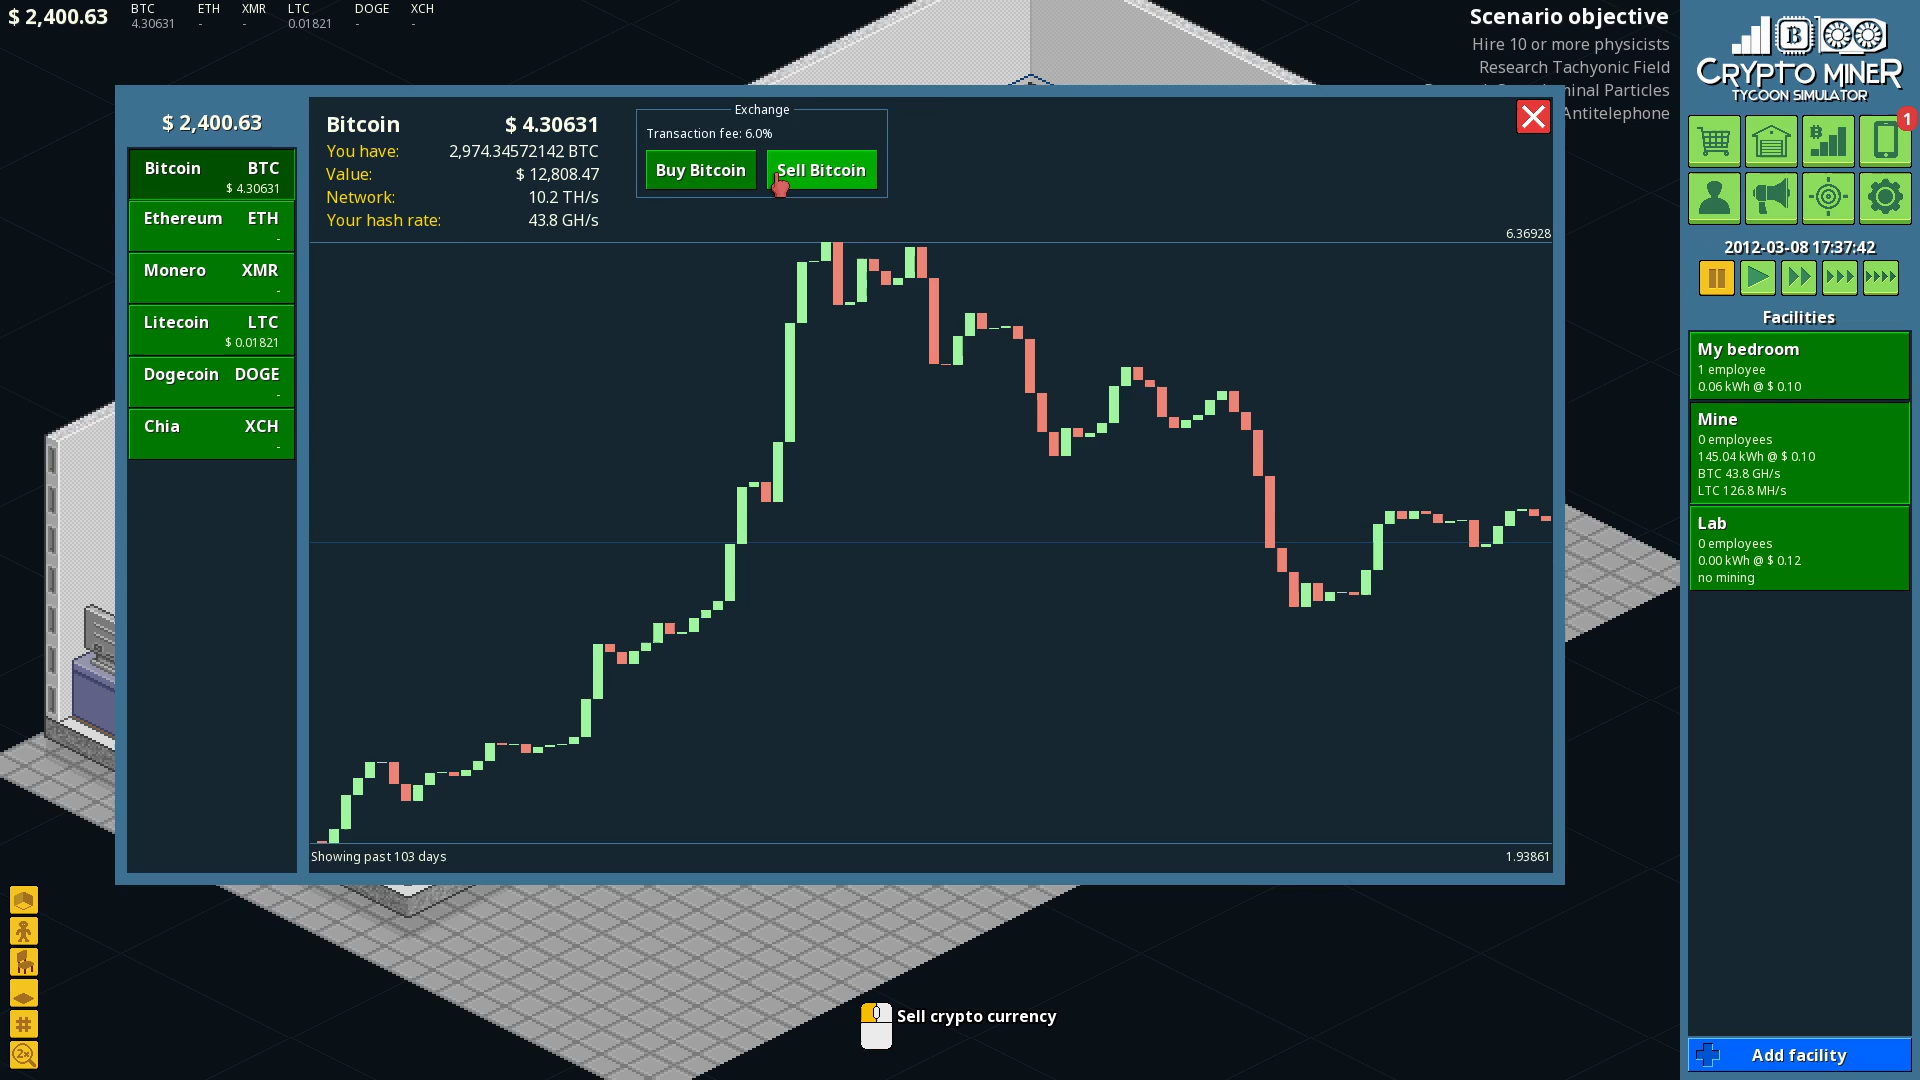 $ 2,400.63
BTC ETH XMR LTC DOGE XCH
4.30631 - - 0.01821 - -
Scenario objective
Hire 10 or more physicists
Research Tachyonic Field
inal Particles
Antitelephone
CRYPTO MINER
TYCOON SIMULATOR
1
2012-03-08 17:37:42
Facilities
My bedroom
1 employee
0.06 kWh @ $ 0.10
Mine
0 employees
145.04 kWh @ $ 0.10
BTC 43.8 GH/s
LTC 126.8 MH/s
Lab
0 employees
0.00 kWh @ $ 0.12
no mining
Add facility
$ 2,400.63
Bitcoin BTC
$ 4.30631
Ethereum ETH
-
Monero XMR
-
Litecoin LTC
$ 0.01821
Dogecoin DOGE
-
Chia XCH
-
Bitcoin $ 4.30631
You have: 2,974.34572142 BTC
Value: $ 12,808.47
Network: 10.2 TH/s
Your hash rate: 43.8 GH/s
Exchange
Transaction fee: 6.0%
Buy Bitcoin Sell Bitcoin
6.36928
Showing past 103 days 1.93861
Sell crypto currency
2x